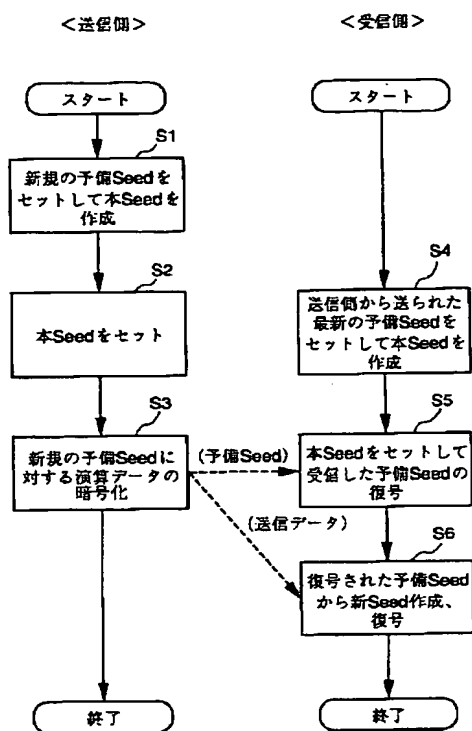 <送信側>
スタート
S1
新規の予備Seedを
セットして本Seedを
作成
S2
本Seedをセット
S3
新規の予備Seedに
対する演算データの
暗号化
終了
(予備Seed)
(送信データ)
<受信側>
スタート
S4
送信側から送られた
最新の予備Seedを
セットして本Seedを
作成
S5
本Seedをセットして
受信した予備Seedの
復号
S6
復号された予備Seed
から新Seed作成、
復号
終了